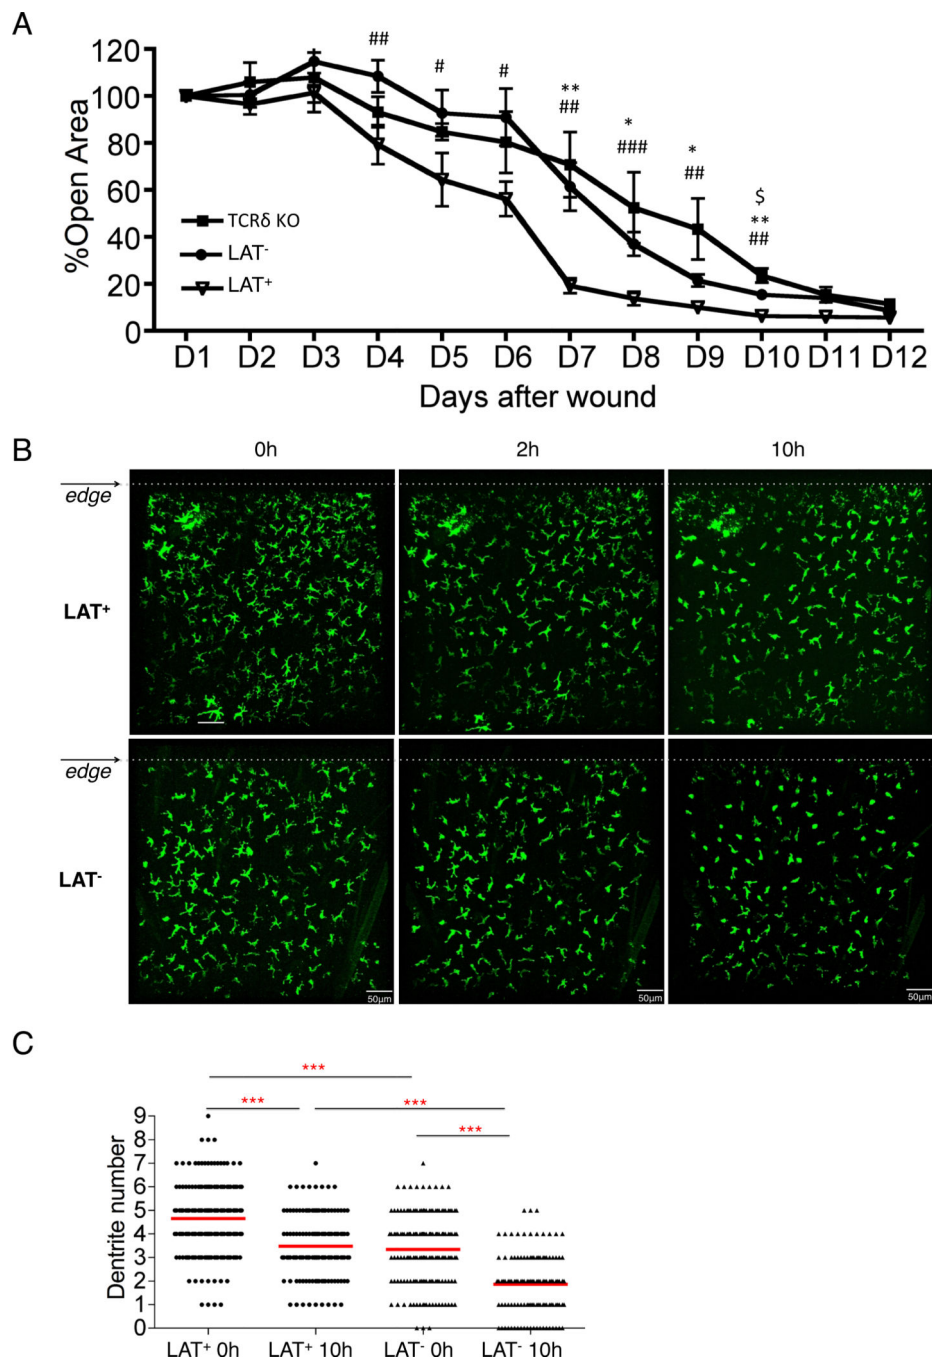 A
120
100
80
60
40
20
0
%Open Area
##
#
#
**
##
*
###
*
##
$
**
##
TCRδ KO
LAT-
LAT+
D1 D2 D3 D4 D5 D6 D7 D8 D9 D10 D11 D12
Days after wound
B
0h 2h 10h
edge
LAT+
edge
LAT-
50µm 50µm 50µm
C
***
*** ***
***
9
8
7
6
5
4
3
2
1
0
Dentrite number
LAT+ 0h LAT+ 10h LAT- 0h LAT- 10h